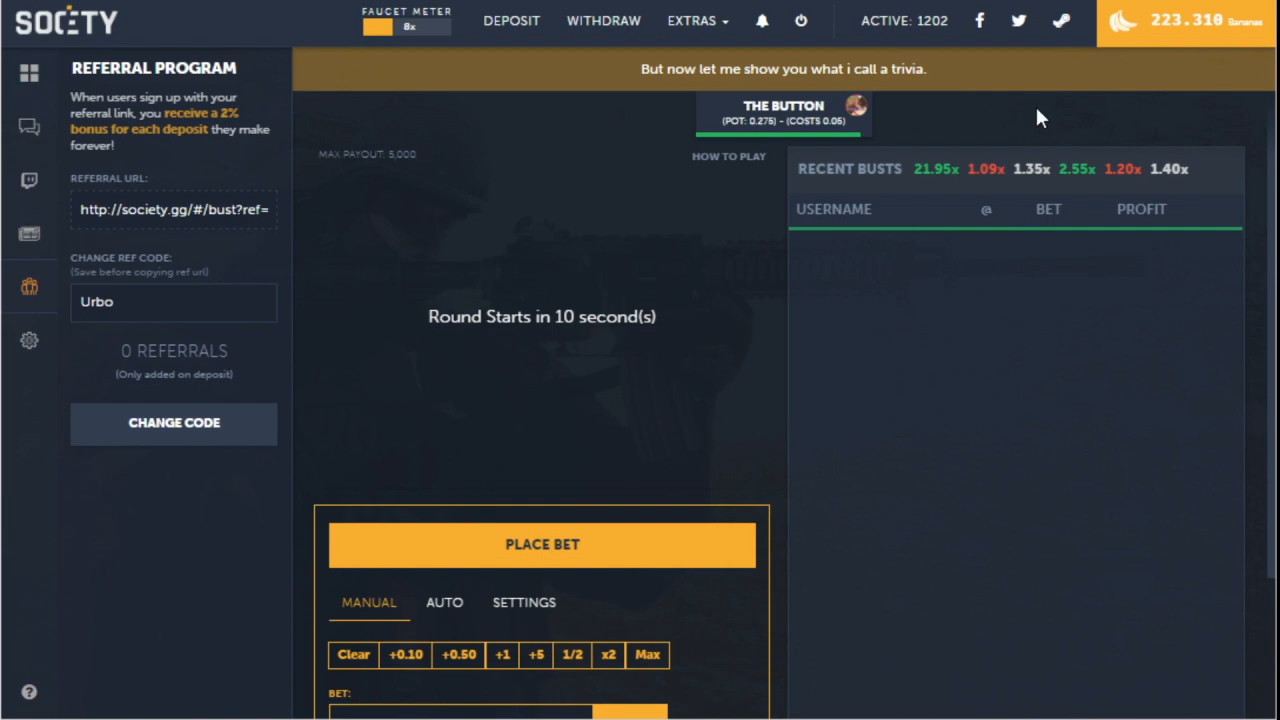 SOCIETY
FAUCET METER
8x
DEPOSIT
WITHDRAW
EXTRAS
ACTIVE: 1202
223.310 Bananas
REFERRAL PROGRAM
When users sign up with your
referral link, you receive a 2%
bonus for each deposit they make
forever!
REFERRAL URL:
http://society.gg/#/bust?ref=
CHANGE REF CODE:
(Save before copying ref url)
Urbo
0 REFERRALS
(Only added on deposit)
CHANGE CODE
But now let me show you what i call a trivia.
THE BUTTON
(POT: 0.275) - (COSTS 0.05)
MAX PAYOUT: 5,000
HOW TO PLAY
Round Starts in 10 second(s)
PLACE BET
MANUAL
AUTO
SETTINGS
Clear +0.10 +0.50 +1 +5 1/2 x2 Max
BET:
RECENT BUSTS 21.95x 1.09x 1.35x 2.55x 1.20x 1.40x
USERNAME @ BET PROFIT